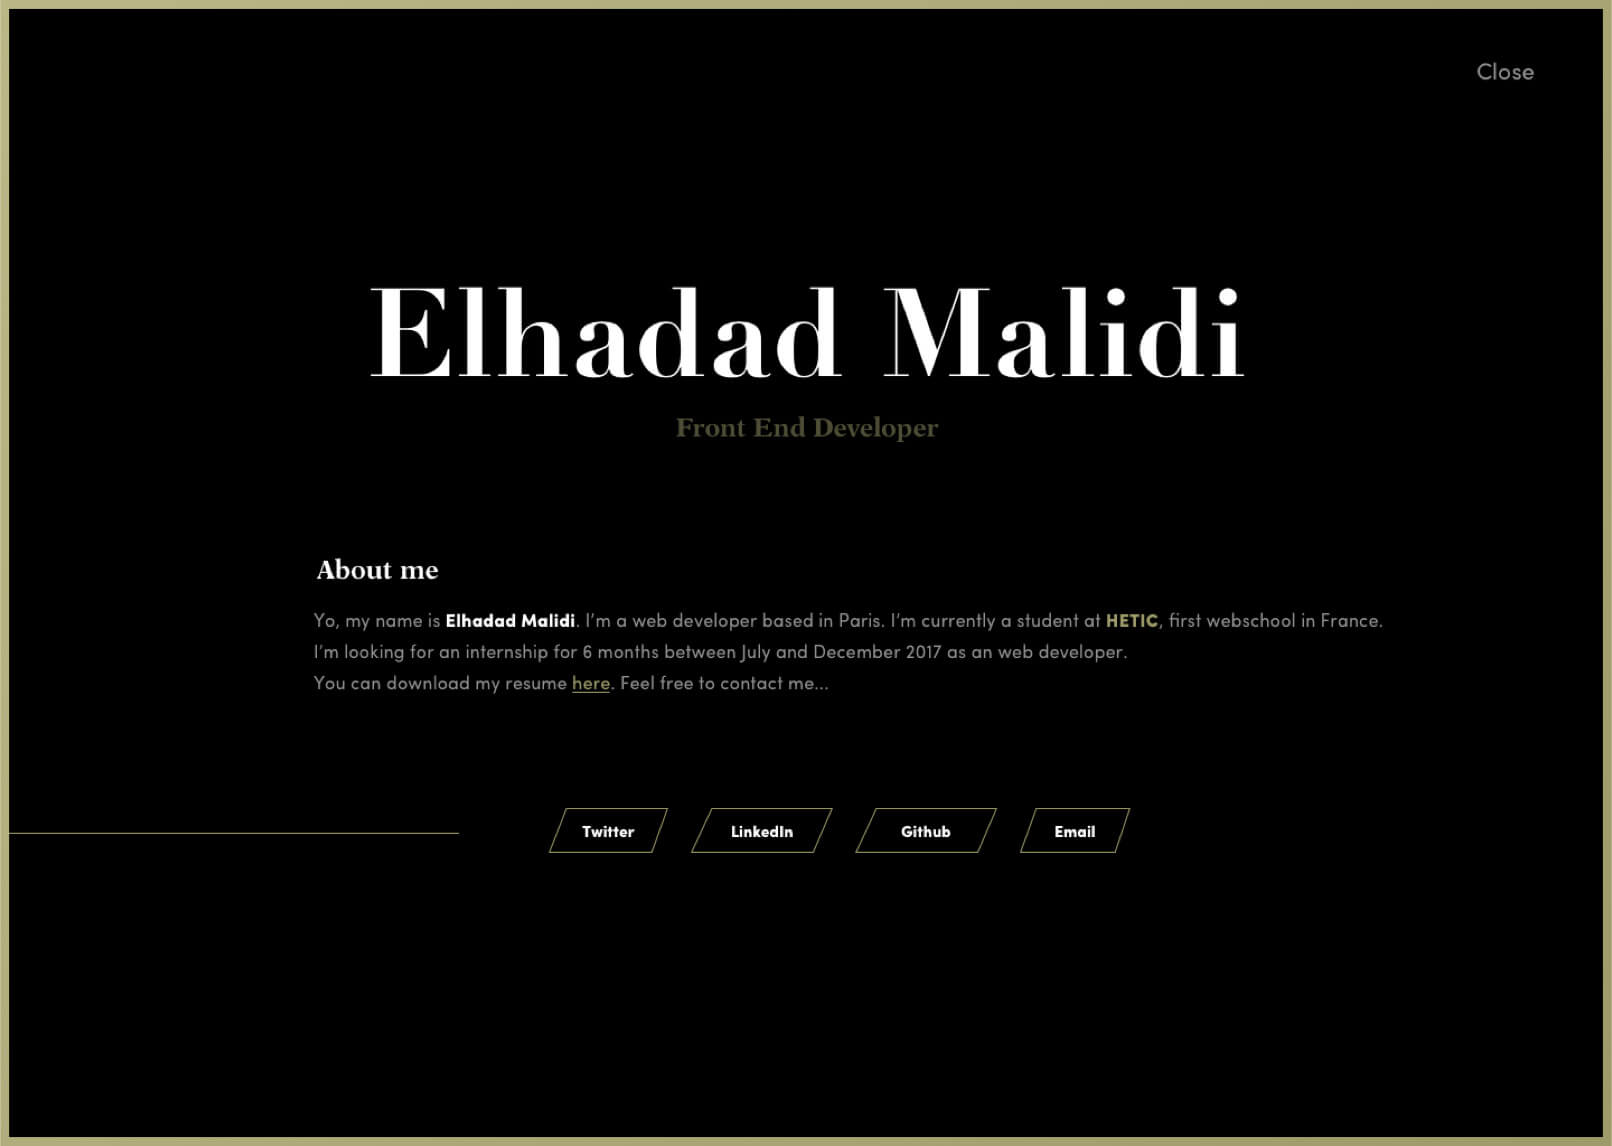 Close
Elhadad Malidi
Front End Developer
About me
Yo, my name is Elhadad Malidi. I'm a web developer based in Paris. I'm currently a student at HETIC, first webschool in France.
I'm looking for an internship for 6 months between July and December 2017 as an web developer.
You can download my resume here. Feel free to contact me...
Twitter LinkedIn Github Email